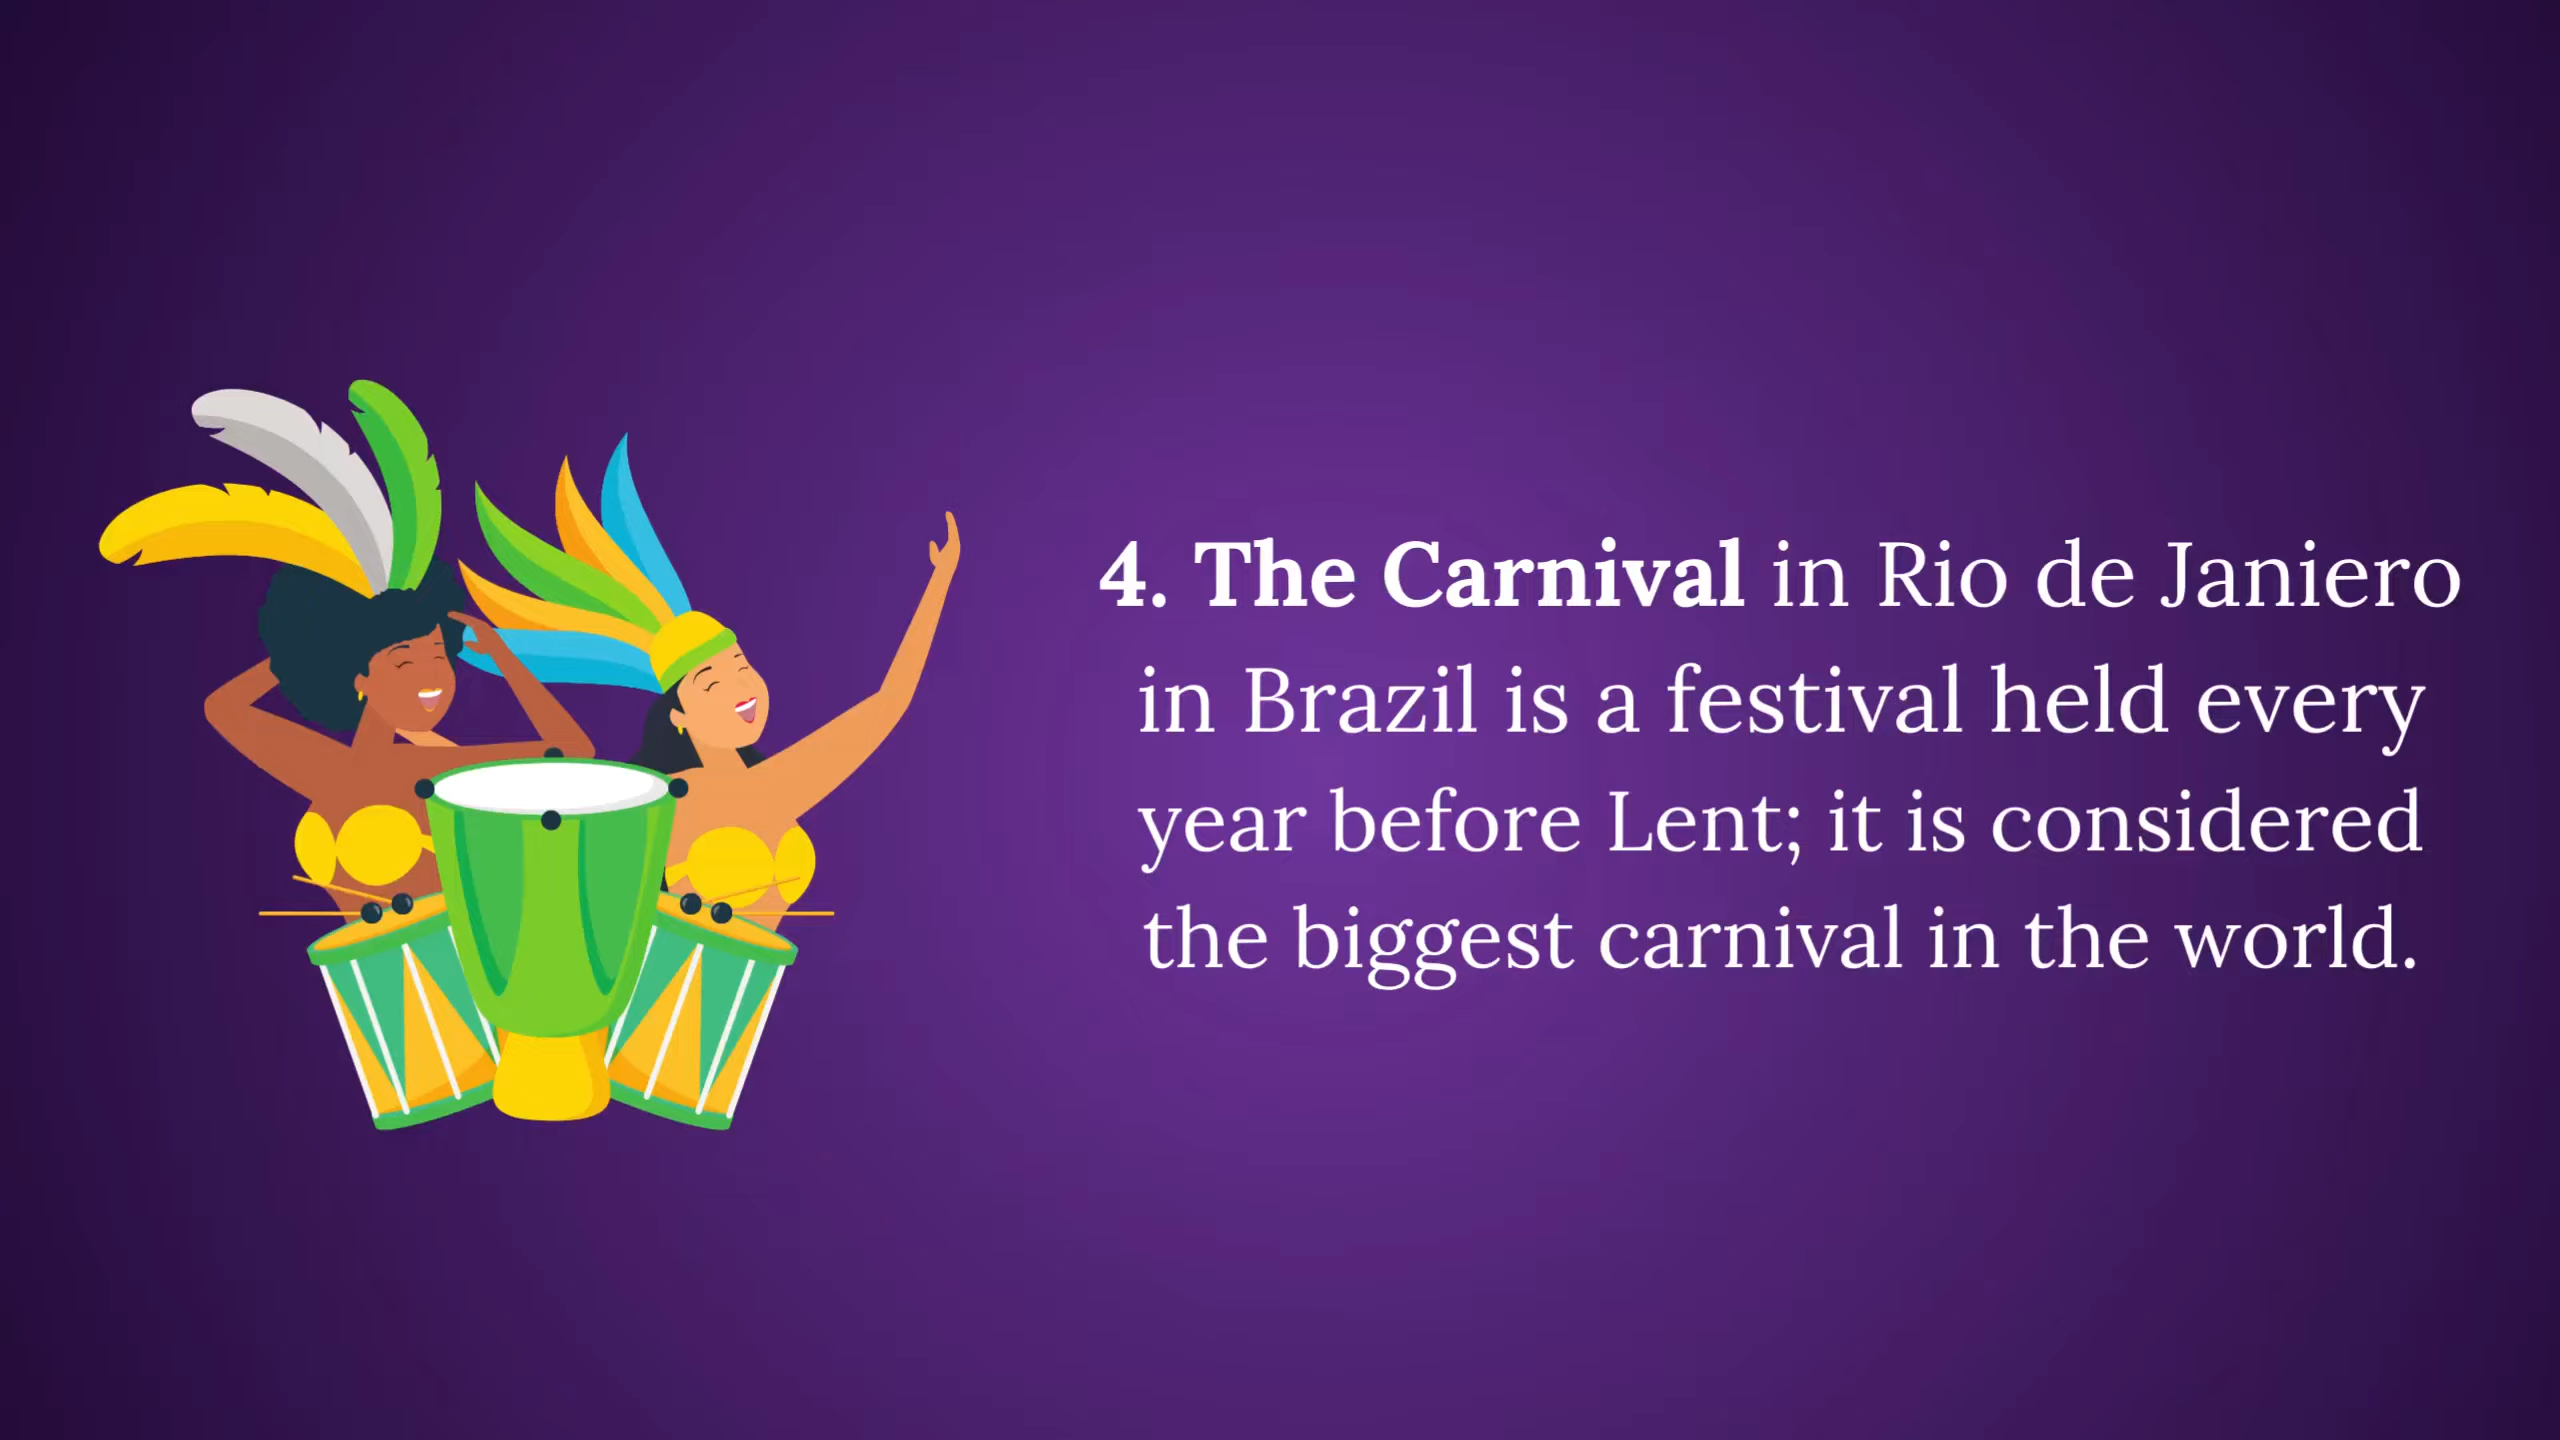 4. The Carnival in Rio de Janiero
in Brazil is a festival held every
year before Lent; it is considered
the biggest carnival in the world.